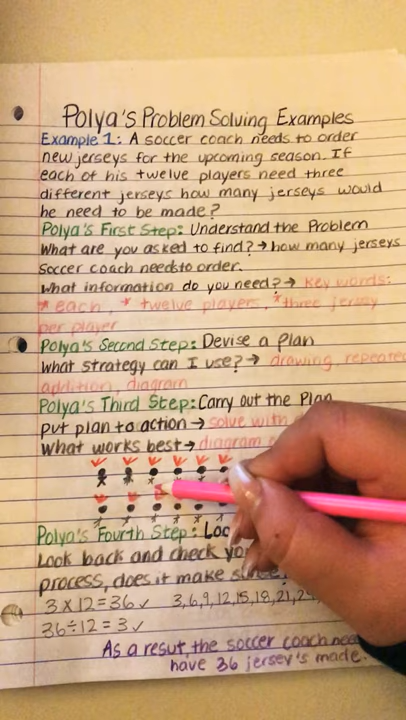 Polya's Problem Solving Examples
Example 1: A soccer coach needs to order
new jerseys for the upcoming season. If
each of his twelve players need three
different jerseys how many jerseys would
he need to be made?
Polya's First Step: Understand the Problem
What are you asked to find? → how many jerseys
soccer coach needs to order.
What information do you need? → Key words:
* each, * twelve players, * three jersey
per player
Polya's Second Step: Devise a Plan
What strategy can I use? → drawing, repeated
addition, diagram
Polya's Third Step: Carry out the Plan
put plan to action → solve with
What works best → diagram
Polya's Fourth Step:
Look back and check
process, does it make since?
3 x 12 = 36 ✓ 3, 6, 9, 12, 15, 18, 21,
36 ÷ 12 = 3 ✓
As a resut, the soccer coach need
have 36 jersey's made.